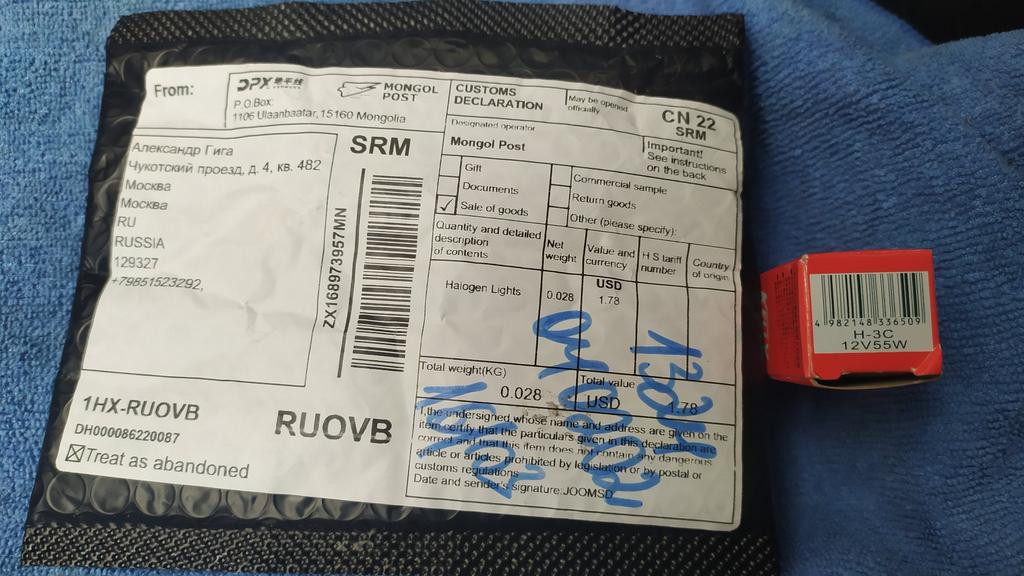 From:
DPX
MONGOL
POST
P.O.Box:
1106 Ulaanbaatar, 15160 Mongolia
Александр Гига
Чукотский проезд, д. 4, кв. 482
Москва
Москва
RU
RUSSIA
129327
+79851523292,
SRM
ZX168973957MN
1HX-RUOVB
DH000086220087
RUOVB
Treat as abandoned
CUSTOMS
DECLARATION
May be opened
officially
CN 22
SRM
Designated operator
Mongol Post
Important!
See instructions
on the back
Gift
Documents
Sale of goods
Commercial sample
Return goods
Other (please specify):
Quantity and detailed
description
of contents
Net
weight
Value and
currency
H S tariff
number
Country
of origin
USD
Halogen Lights
0.028
1.78
Total weight(KG)
0.028
Total value
USD
1.78
I,the undersigned whose name and address are given on the
item certify that the particulars given in this declaration are
correct and that this item does not contain any dangerous
article or articles prohibited by legislation or by postal or
customs regulations
Date and sender's signature:JOOMSD
4 982148 336509
H-3C
12V55W